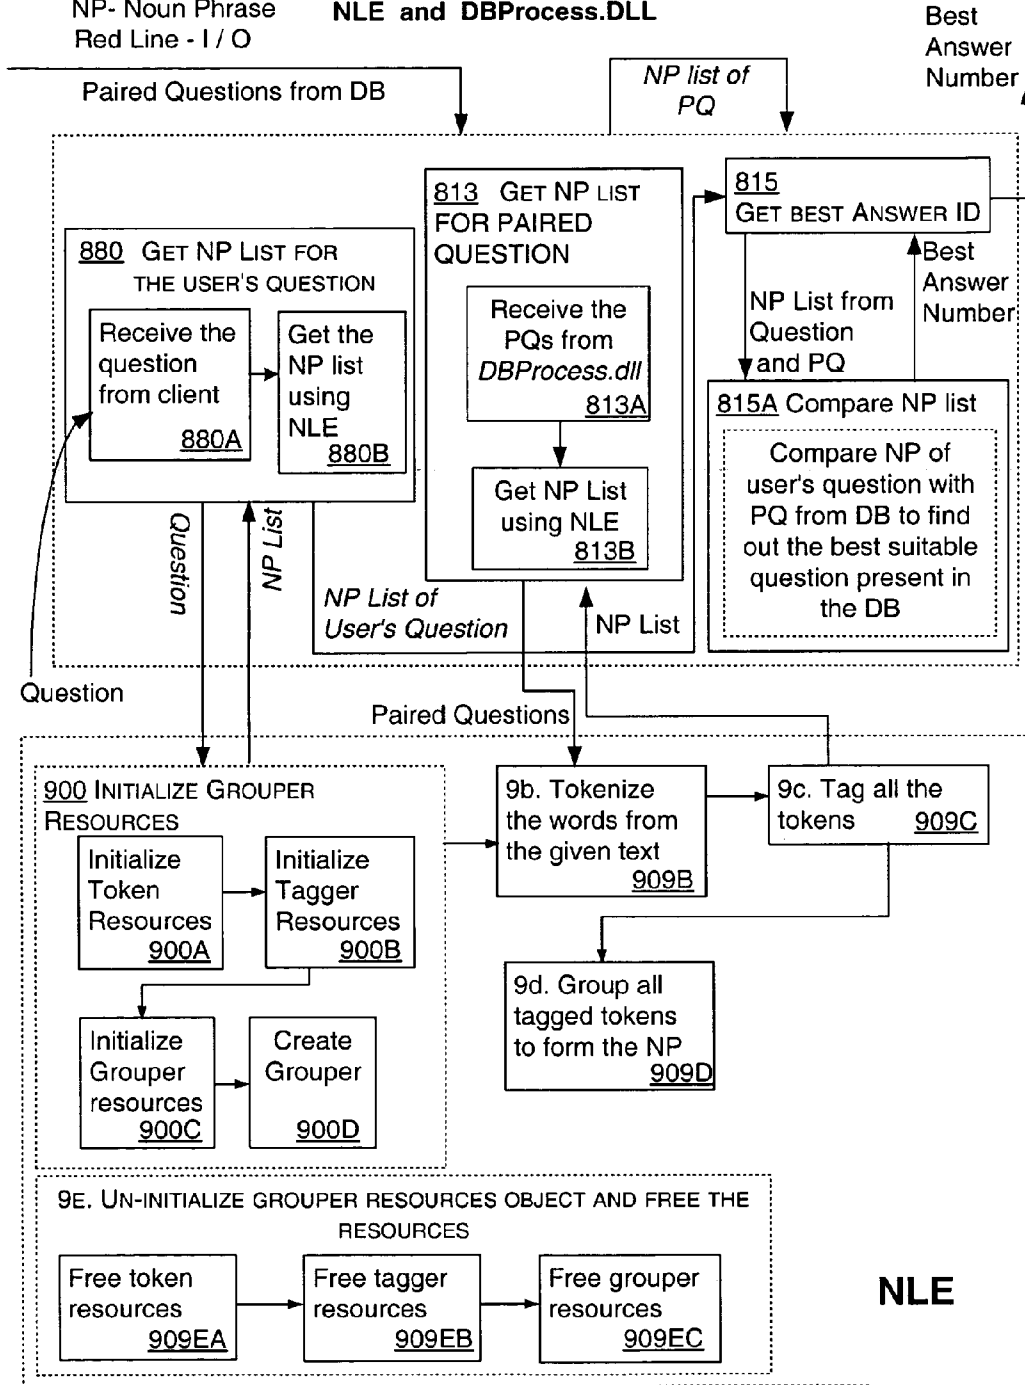 NP- Noun Phrase
Red Line - I / O
NLE and DBProcess.DLL
Best
Answer
Number
Paired Questions from DB
NP list of
PQ
880 GET NP LIST FOR
THE USER'S QUESTION
Receive the
question
from client
880A
Get the
NP list
using
NLE
880B
813 GET NP LIST
FOR PAIRED
QUESTION
Receive the
PQs from
DBProcess.dll
813A
Get NP List
using NLE
813B
815
GET BEST ANSWER ID
NP List from
Question
and PQ
Best
Answer
Number
815A Compare NP list
Compare NP of
user's question with
PQ from DB to find
out the best suitable
question present in
the DB
Question
NP List
NP List of
User's Question
NP List
Question
Paired Questions
900 INITIALIZE GROUPER
RESOURCES
Initialize
Token
Resources
900A
Initialize
Tagger
Resources
900B
Initialize
Grouper
resources
900C
Create
Grouper
900D
9b. Tokenize
the words from
the given text
909B
9c. Tag all the
tokens 909C
9d. Group all
tagged tokens
to form the NP
909D
9E. UN-INITIALIZE GROUPER RESOURCES OBJECT AND FREE THE
RESOURCES
Free token
resources
909EA
Free tagger
resources
909EB
Free grouper
resources
909EC
NLE